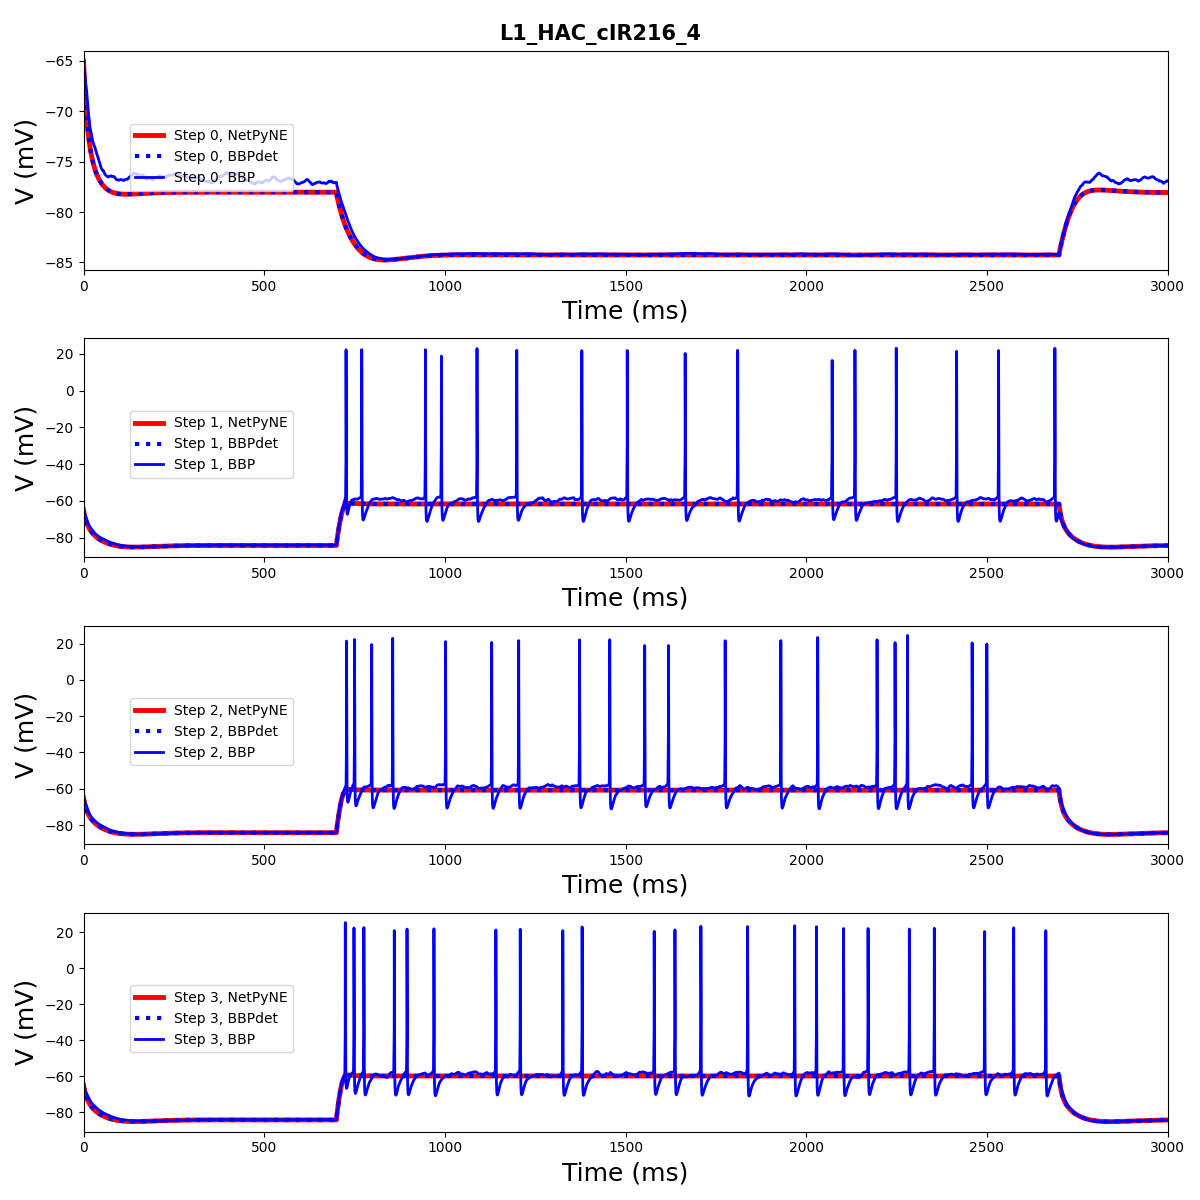 L1_HAC_cIR216_4
−65
−70
−75
−80
−85
V (mV)
Step 0, NetPyNE
Step 0, BBPdet
Step 0, BBP
0 500 1000 1500 2000 2500 3000
Time (ms)
20
0
−20
−40
−60
−80
V (mV)
Step 1, NetPyNE
Step 1, BBPdet
Step 1, BBP
0 500 1000 1500 2000 2500 3000
Time (ms)
20
0
−20
−40
−60
−80
V (mV)
Step 2, NetPyNE
Step 2, BBPdet
Step 2, BBP
0 500 1000 1500 2000 2500 3000
Time (ms)
20
0
−20
−40
−60
−80
V (mV)
Step 3, NetPyNE
Step 3, BBPdet
Step 3, BBP
0 500 1000 1500 2000 2500 3000
Time (ms)